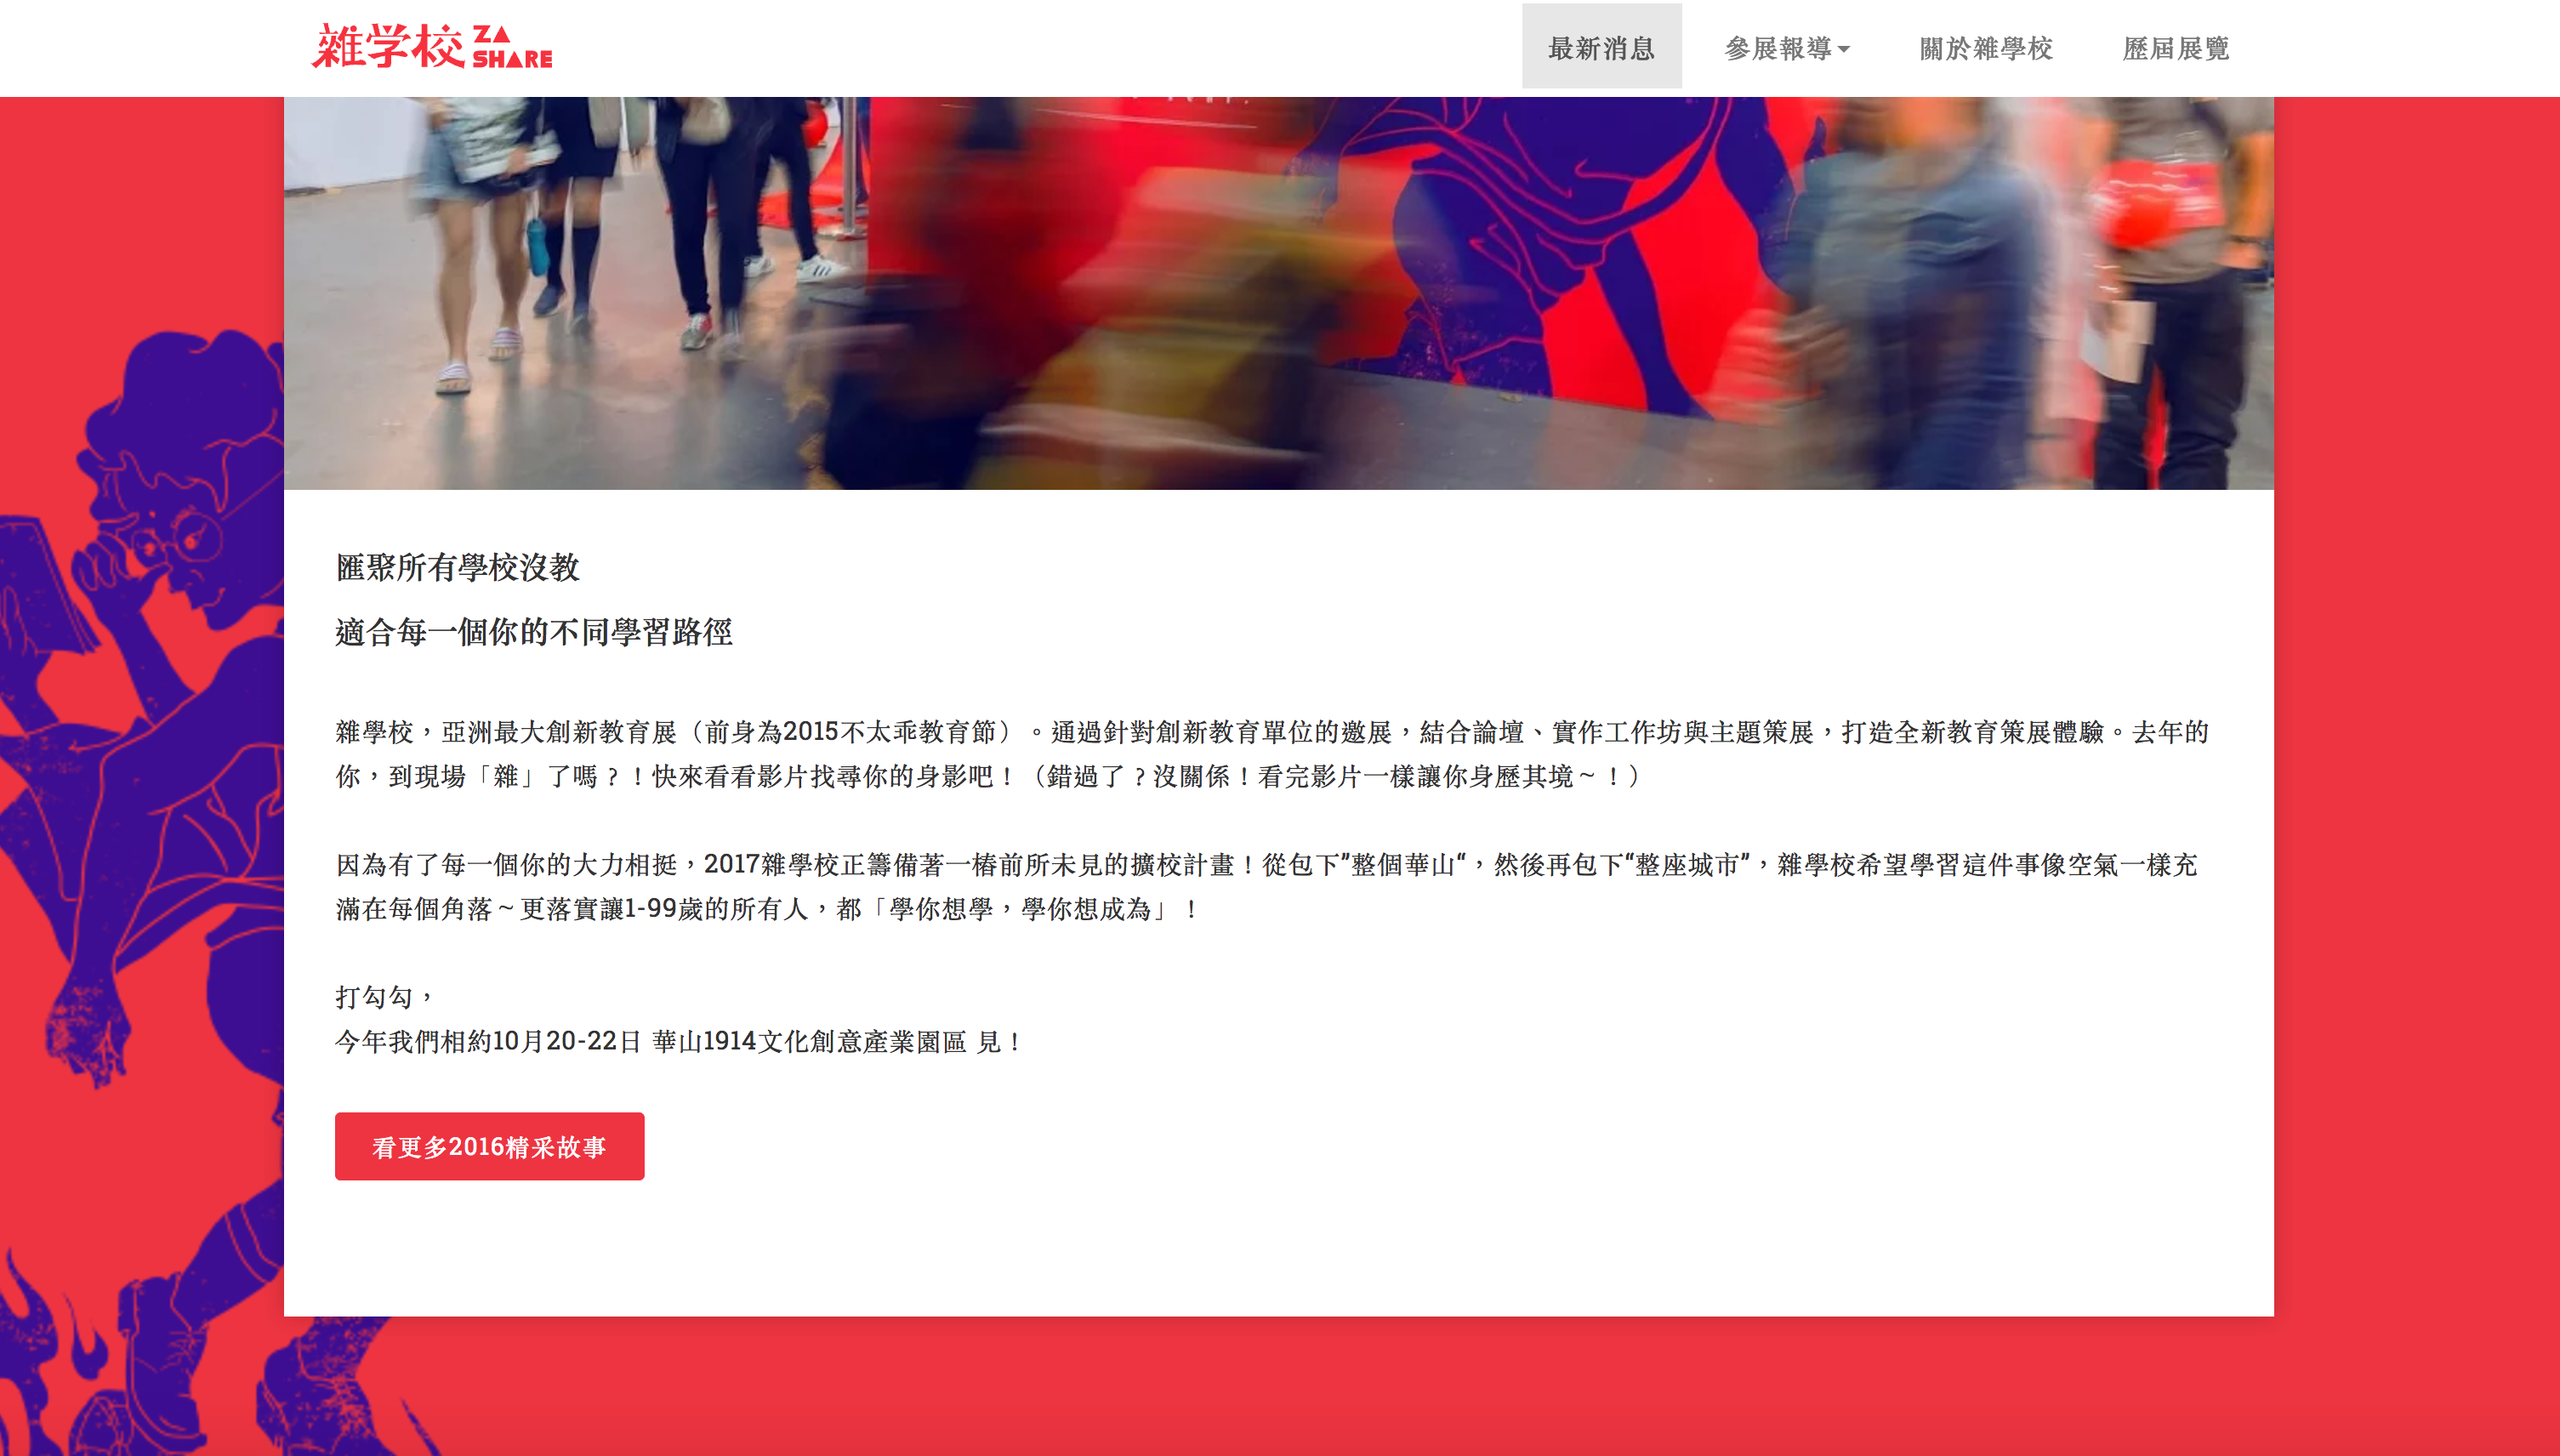 雜学校 ZA SHARE
最新消息 參展報導 關於雜學校 歷屆展覽
匯聚所有學校沒教
適合每一個你的不同學習路徑
雜學校，亞洲最大創新教育展（前身為2015不太乖教育節）。通過針對創新教育單位的邀展，結合論壇、實作工作坊與主題策展，打造全新教育策展體驗。去年的
你，到現場「雜」了嗎？！快來看看影片找尋你的身影吧！（錯過了？沒關係！看完影片一樣讓你身歷其境～！）
因為有了每一個你的大力相挺，2017雜學校正籌備著一樁前所未見的擴校計畫！從包下”整個華山“，然後再包下“整座城市”，雜學校希望學習這件事像空氣一樣充
滿在每個角落～更落實讓1-99歲的所有人，都「學你想學，學你想成為」！
打勾勾，
今年我們相約10月20-22日 華山1914文化創意產業園區 見！
看更多2016精采故事